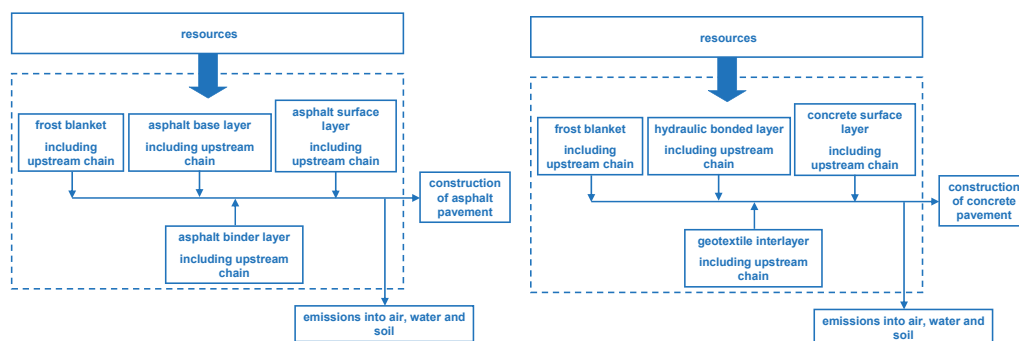 resources
frost blanket
including
upstream chain
asphalt base layer
including upstream
chain
asphalt surface
layer
including
upstream chain
construction
of asphalt
pavement
asphalt binder layer
including upstream
chain
emissions into air, water and
soil
resources
frost blanket
including
upstream chain
hydraulic bonded layer
including upstream
chain
concrete surface
layer
including
upstream chain
construction
of concrete
pavement
geotextile interlayer
including upstream
chain
emissions into air, water and
soil